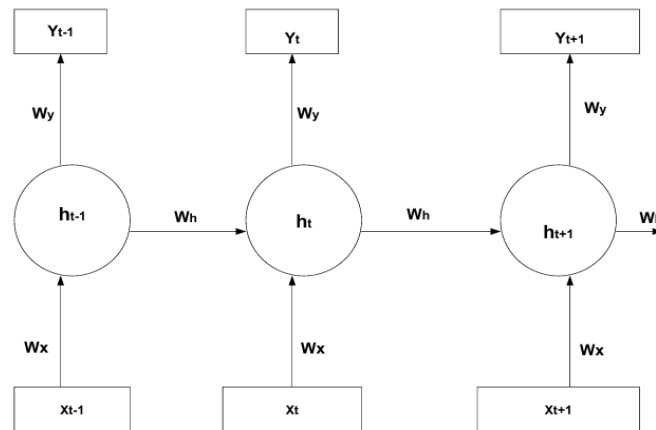 Yt-1 Yt Yt+1
Wy Wy Wy
ht-1 Wh ht Wh ht+1
Wx Wx Wx
Xt-1 Xt Xt+1